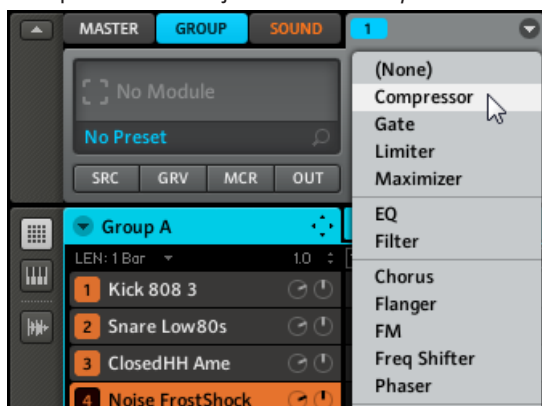 MASTER GROUP SOUND 1
No Module
No Preset
SRC GRV MCR OUT
Group A
LEN: 1 Bar 1.0
1 Kick 808 3
2 Snare Low80s
3 ClosedHH Ame
4 Noise FrostShock
(None)
Compressor
Gate
Limiter
Maximizer
EQ
Filter
Chorus
Flanger
FM
Freq Shifter
Phaser